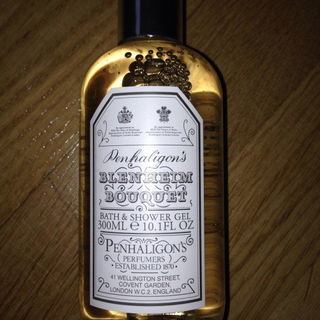 Penhaligon's
BLENHEIM
BOUQUET
BATH & SHOWER GEL
300ML e 10.1FL OZ
PENHALIGON'S
(PERFUMERS)
ESTABLISHED 1870
41 WELLINGTON STREET,
COVENT GARDEN,
LONDON W.C.2. ENGLAND